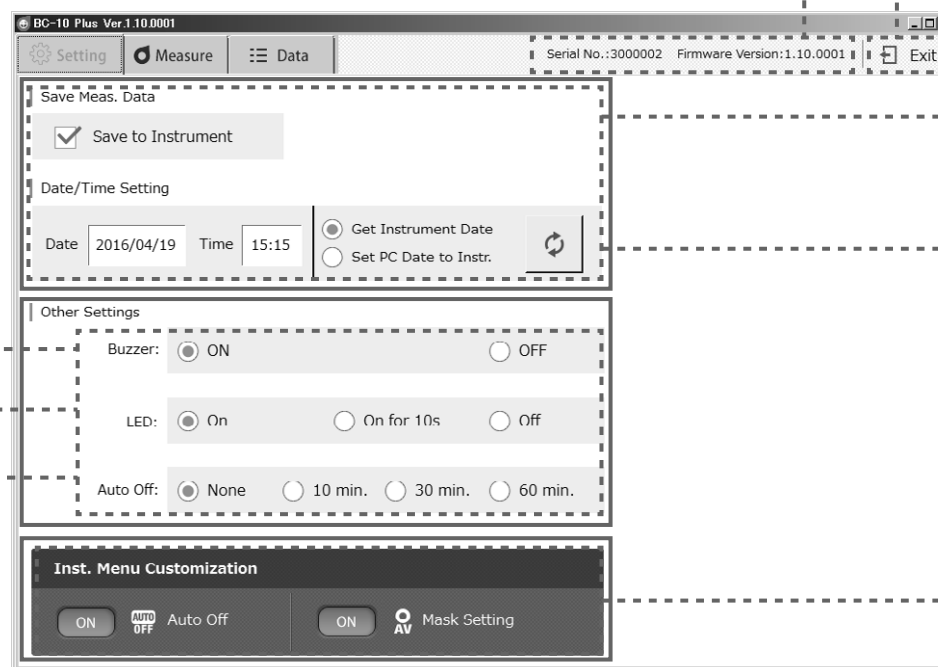 BC-10 Plus Ver.1.10.0001
Setting Measure Data Serial No.:3000002 Firmware Version:1.10.0001 Exit
Save Meas. Data
Save to Instrument
Date/Time Setting
Get Instrument Date
Date 2016/04/19 Time 15:15
Set PC Date to Instr.
Other Settings
Buzzer: ON OFF
LED: On On for 10s Off
Auto Off: None 10 min. 30 min. 60 min.
Inst. Menu Customization
ON AUTO OFF Auto Off ON AV Mask Setting